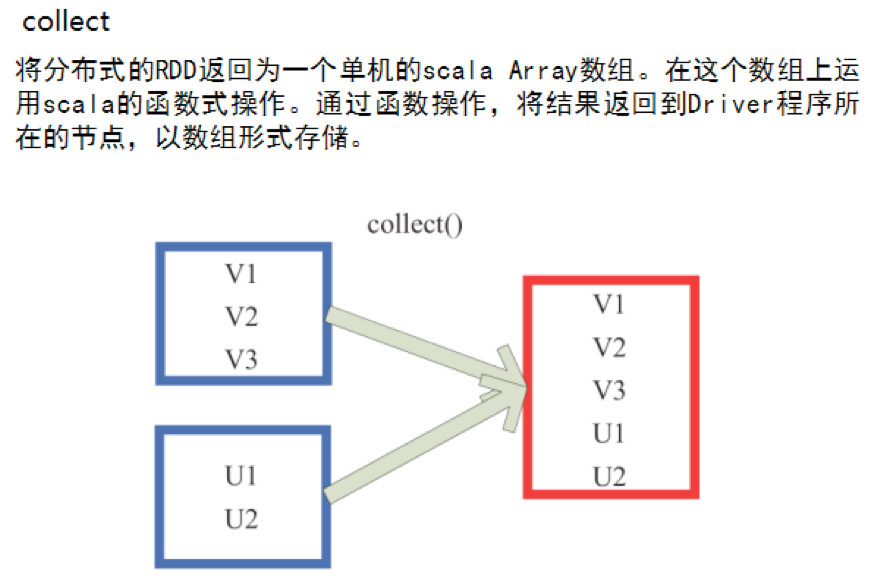 collect
将分布式的RDD返回为一个单机的scala Array数组。在这个数组上运
用scala的函数式操作。通过函数操作，将结果返回到Driver程序所
在的节点，以数组形式存储。
collect()
V1
V2
V3
U1
U2
V1
V2
V3
U1
U2